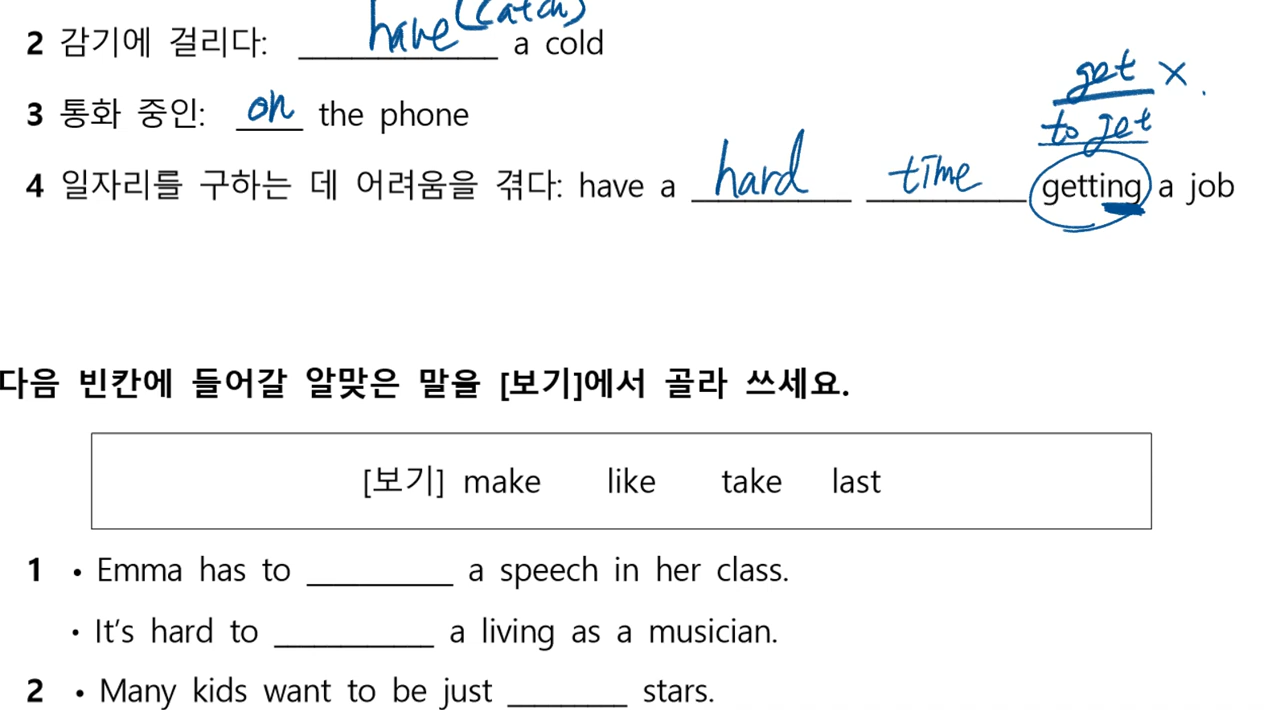 2 감기에 걸리다: have (catch) a cold
get ×.
3 통화 중인: on the phone
to get
4 일자리를 구하는 데 어려움을 겪다: have a hard time getting a job
다음 빈칸에 들어갈 알맞은 말을 [보기]에서 골라 쓰세요.
[보기] make like take last
1 • Emma has to ________ a speech in her class.
• It's hard to ________ a living as a musician.
2 • Many kids want to be just ________ stars.